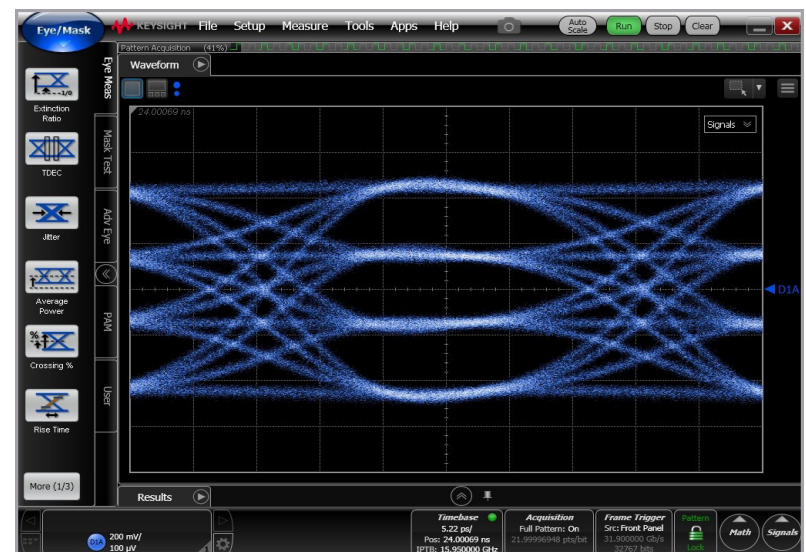 Eye/Mask
KEYSIGHT File Setup Measure Tools Apps Help
Auto Scale
Run
Stop
Clear
Pattern Acquisition (41%)
Waveform
Eye Meas
Mask Test
Adv Eye
PAM
User
1/0
Extinction
Ratio
TDEC
Jitter
Average
Power
%
Crossing %
Rise Time
More (1/3)
24.00069 ns
Signals
D1A
Results
D1A
200 mV/
100 µV
Timebase
5.22 ps/
Pos: 24.00069 ns
IPTB: 15.950000 GHz
Acquisition
Full Pattern: On
21.99996948 pts/bit
Frame Trigger
Src: Front Panel
31.900000 Gb/s
32767 bits
Pattern
Lock
Math
Signals